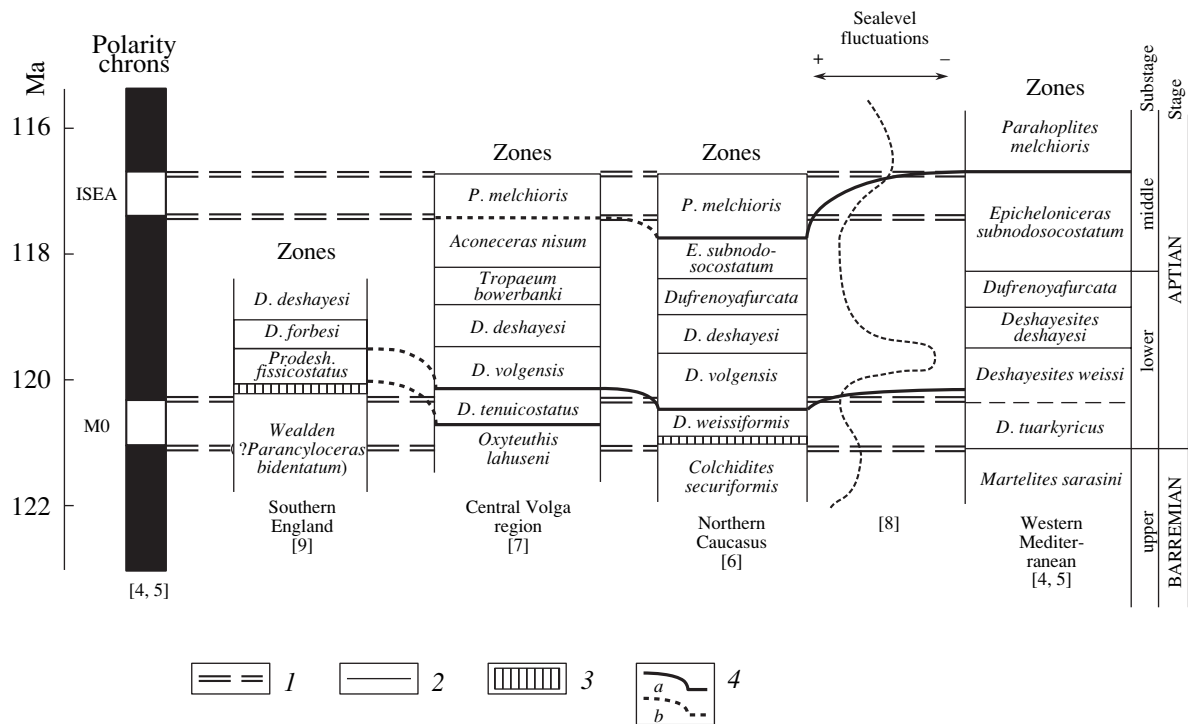 Sealevel
fluctuations
+
–
Polarity
chrons
Ma
116
118
120
122
ISEA
M0
[4, 5]
Zones
D. deshayesi
D. forbesi
Prodesh.
fissicostatus
Wealden
(?Parancyloceras
bidentatum)
Southern
England
[9]
Zones
P. melchioris
Aconeceras nisum
Tropaeum
bowerbanki
D. deshayesi
D. volgensis
D. tenuicostatus
Oxyteuthis
lahuseni
Central Volga
region
[7]
Zones
P. melchioris
E. subnodo-
socostatum
Dufrenoyafurcata
D. deshayesi
D. volgensis
D. weissiformis
Colchidites
securiformis
Northern
Caucasus
[6]
[8]
Zones
Parahoplites
melchioris
Epicheloniceras
subnodosocostatum
Dufrenoyafurcata
Deshayesites
deshayesi
Deshayesites weissi
D. tuarkyricus
Martelites sarasini
Western
Mediter-
ranean
[4, 5]
Substage
middle
lower
upper
Stage
APTIAN
BARREMIAN
1
2
3
a
b
4